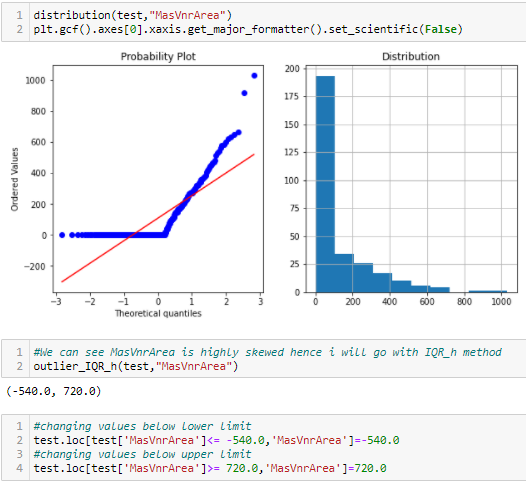 1 distribution(test,"MasVnrArea")
2 plt.gcf().axes[0].xaxis.get_major_formatter().set_scientific(False)
Probability Plot
1000
800
600
400
200
0
−200
Ordered Values
−3 −2 −1 0 1 2 3
Theoretical quantiles
Distribution
200
175
150
125
100
75
50
25
0
0 200 400 600 800 1000
1 #We can see MasVnrArea is highly skewed hence i will go with IQR_h method
2 outlier_IQR_h(test,"MasVnrArea")
(-540.0, 720.0)
1 #changing values below lower limit
2 test.loc[test['MasVnrArea']<= -540.0,'MasVnrArea']=-540.0
3 #changing values below upper limit
4 test.loc[test['MasVnrArea']>= 720.0,'MasVnrArea']=720.0